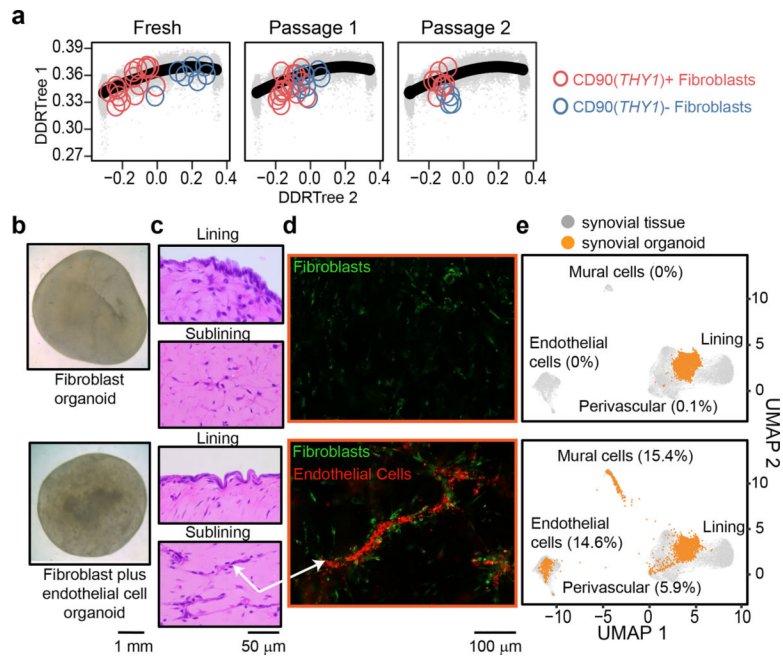 a
Fresh
Passage 1
Passage 2
0.39
0.36
0.33
0.30
0.27
DDRTree 1
−0.2 0.0 0.2 0.4
−0.2 0.0 0.2 0.4
−0.2 0.0 0.2 0.4
DDRTree 2
CD90(THY1)+ Fibroblasts
CD90(THY1)- Fibroblasts
b
Fibroblast
organoid
Fibroblast plus
endothelial cell
organoid
1 mm
c
Lining
Sublining
Lining
Sublining
50 μm
d
Fibroblasts
Fibroblasts
Endothelial Cells
100 μm
e
synovial tissue
synovial organoid
Mural cells (0%)
Endothelial
cells (0%)
Lining
Perivascular (0.1%)
10
5
0
Mural cells (15.4%)
Endothelial
cells (14.6%)
Lining
Perivascular (5.9%)
10
5
0
UMAP 2
−10 −5 0 5 10
UMAP 1